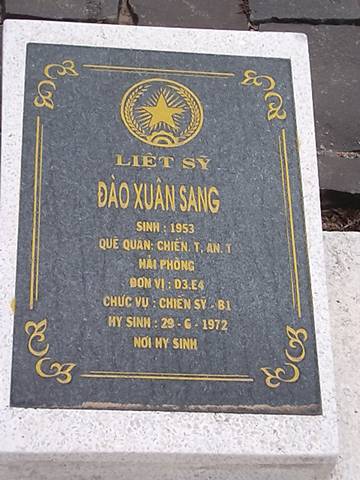 LIỆT SỸ
ĐÀO XUÂN SANG
SINH : 1953
QUÊ QUÁN: CHIẾN. T, AN. T
HẢI PHÒNG
ĐƠN VỊ : D3.E4
CHỨC VỤ : CHIẾN SỸ - B1
HY SINH : 29 - 6 - 1972
NƠI HY SINH